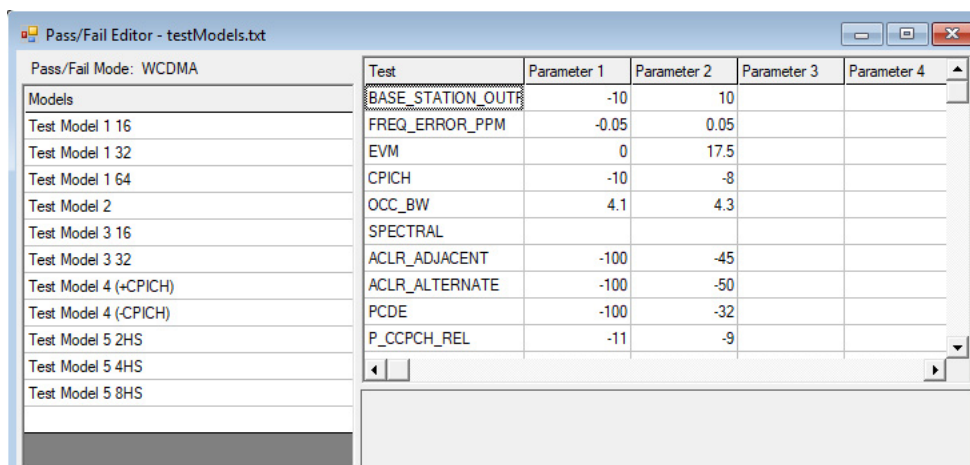 Pass/Fail Editor - testModels.txt
Pass/Fail Mode: WCDMA
Models
Test Model 1 16
Test Model 1 32
Test Model 1 64
Test Model 2
Test Model 3 16
Test Model 3 32
Test Model 4 (+CPICH)
Test Model 4 (-CPICH)
Test Model 5 2HS
Test Model 5 4HS
Test Model 5 8HS
Test Parameter 1 Parameter 2 Parameter 3 Parameter 4
BASE_STATION_OUTP -10 10
FREQ_ERROR_PPM -0.05 0.05
EVM 0 17.5
CPICH -10 -8
OCC_BW 4.1 4.3
SPECTRAL
ACLR_ADJACENT -100 -45
ACLR_ALTERNATE -100 -50
PCDE -100 -32
P_CCPCH_REL -11 -9